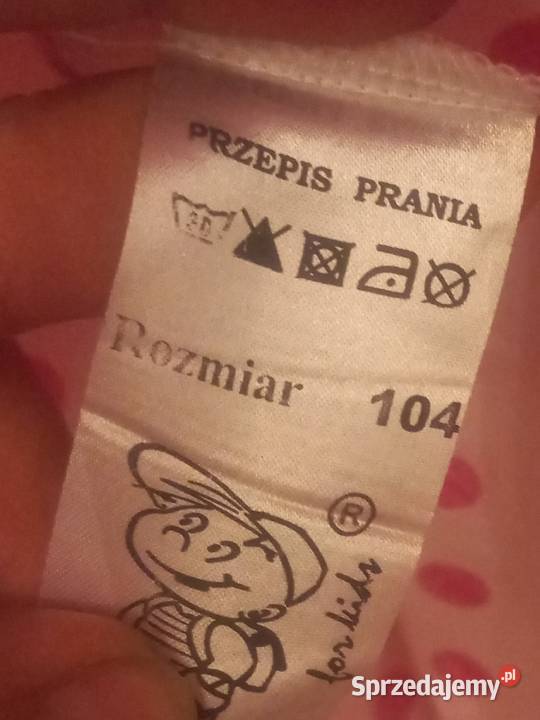 PRZEPIS PRANIA
30
Rozmiar 104
®
for kids
Sprzedajemy.pl